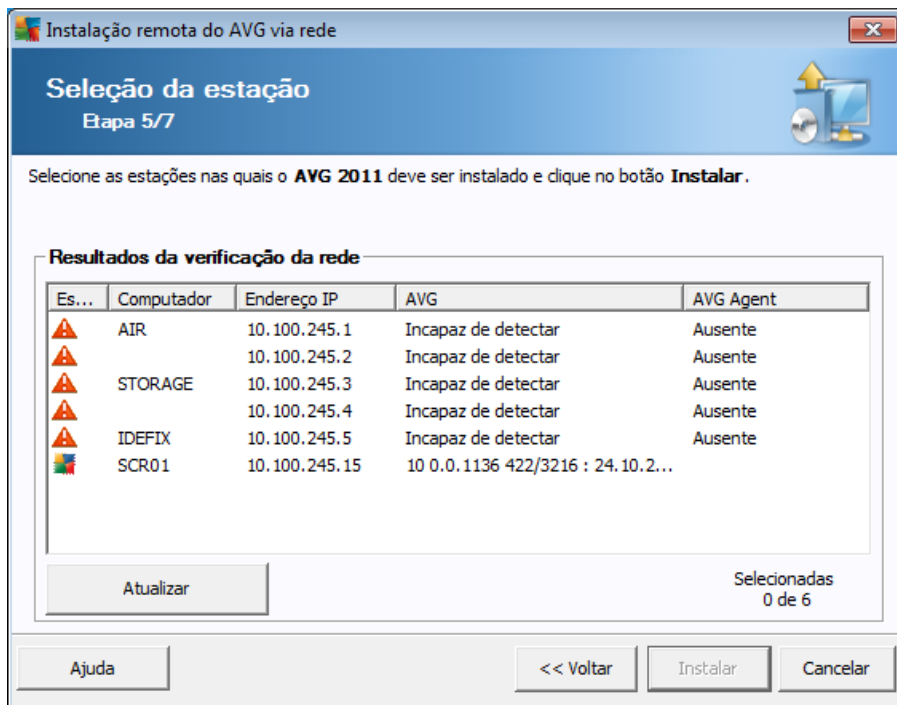 Instalação remota do AVG via rede
Seleção da estação
Etapa 5/7
Selecione as estações nas quais o AVG 2011 deve ser instalado e clique no botão Instalar.
Resultados da verificação da rede
Es... Computador Endereço IP AVG AVG Agent
AIR 10.100.245.1 Incapaz de detectar Ausente
10.100.245.2 Incapaz de detectar Ausente
STORAGE 10.100.245.3 Incapaz de detectar Ausente
10.100.245.4 Incapaz de detectar Ausente
IDEFIX 10.100.245.5 Incapaz de detectar Ausente
SCR01 10.100.245.15 10 0.0.1136 422/3216 : 24.10.2...
Atualizar
Selecionadas
0 de 6
Ajuda << Voltar Instalar Cancelar